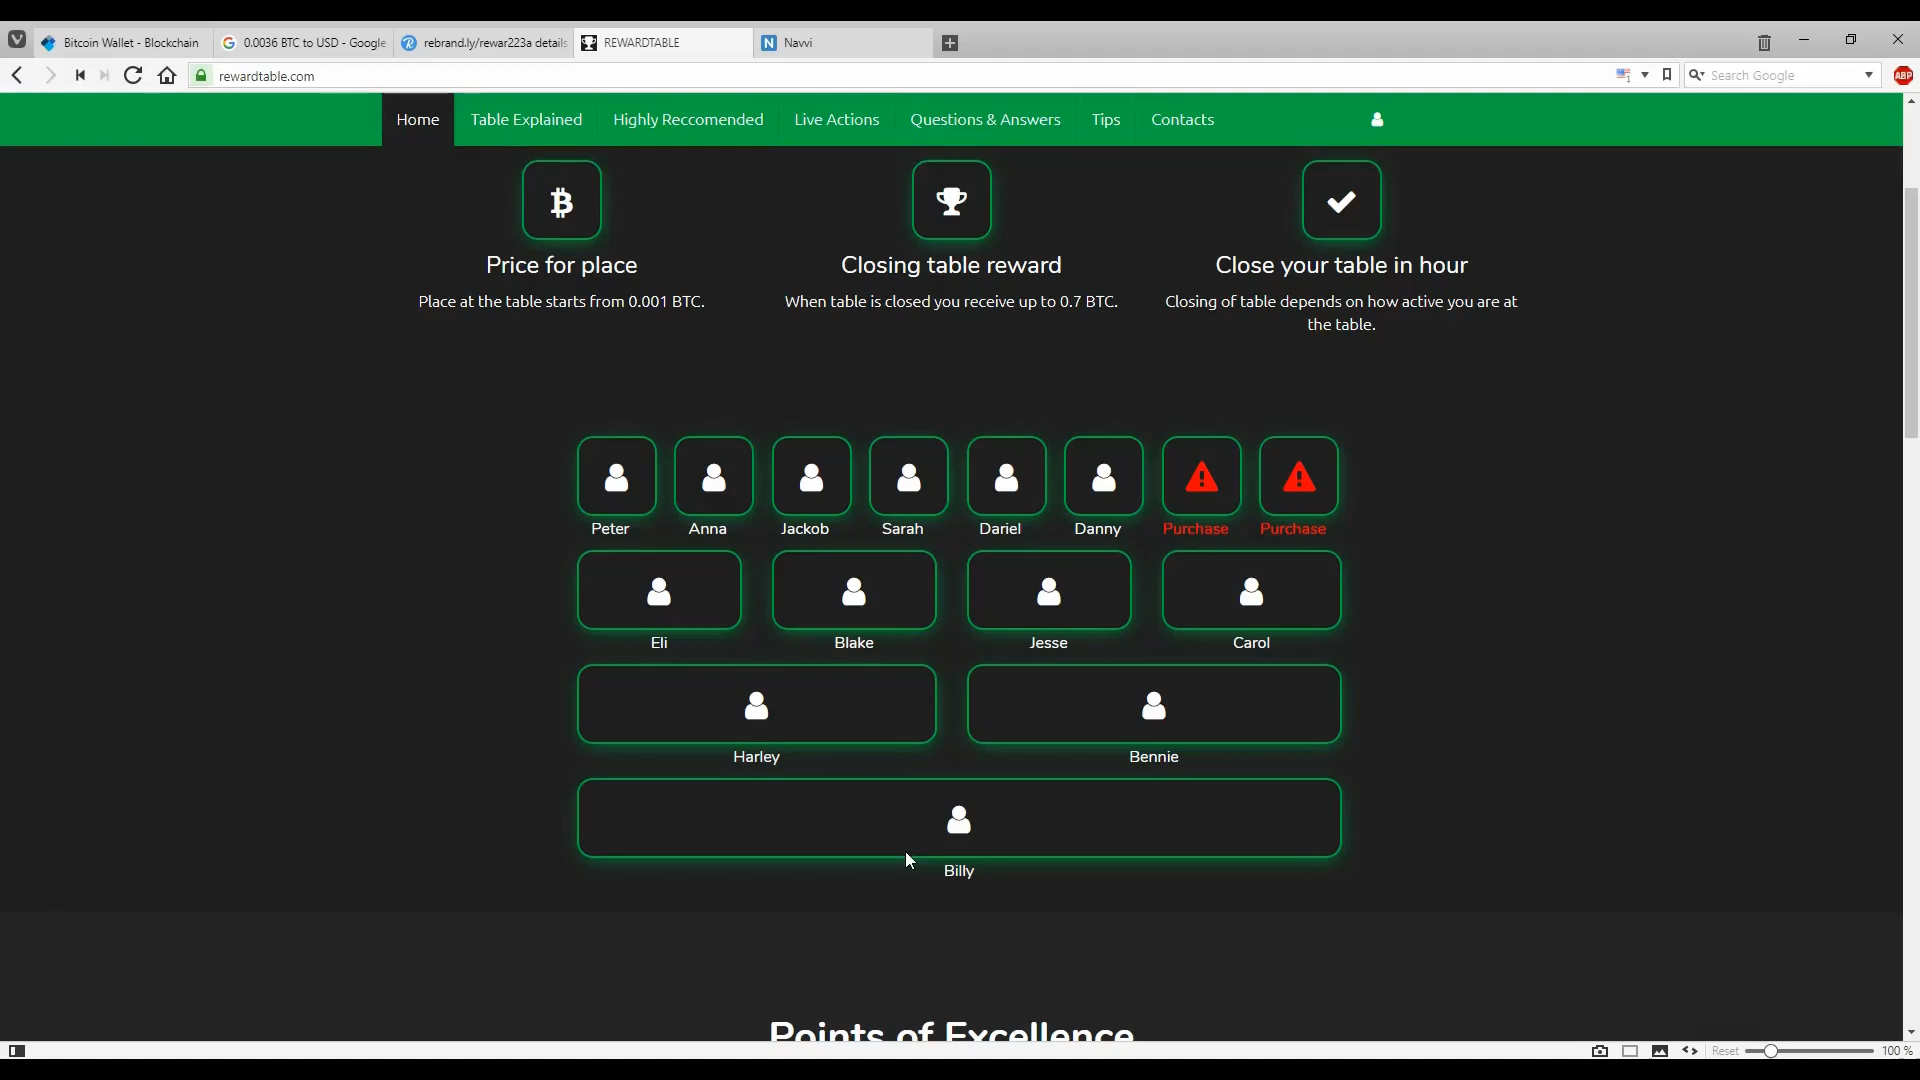 Bitcoin Wallet - Blockchain
0.0036 BTC to USD - Google
rebrand.ly/rewar223a details
REWARDTABLE
N Navvi
rewardtable.com
Search Google
ABP
Home
Table Explained
Highly Reccomended
Live Actions
Questions & Answers
Tips
Contacts
Price for place
Place at the table starts from 0.001 BTC.
Closing table reward
When table is closed you receive up to 0.7 BTC.
Close your table in hour
Closing of table depends on how active you are at
the table.
Peter
Anna
Jackob
Sarah
Dariel
Danny
Purchase
Purchase
Eli
Blake
Jesse
Carol
Harley
Bennie
Billy
Points of Excellence
Reset
100 %